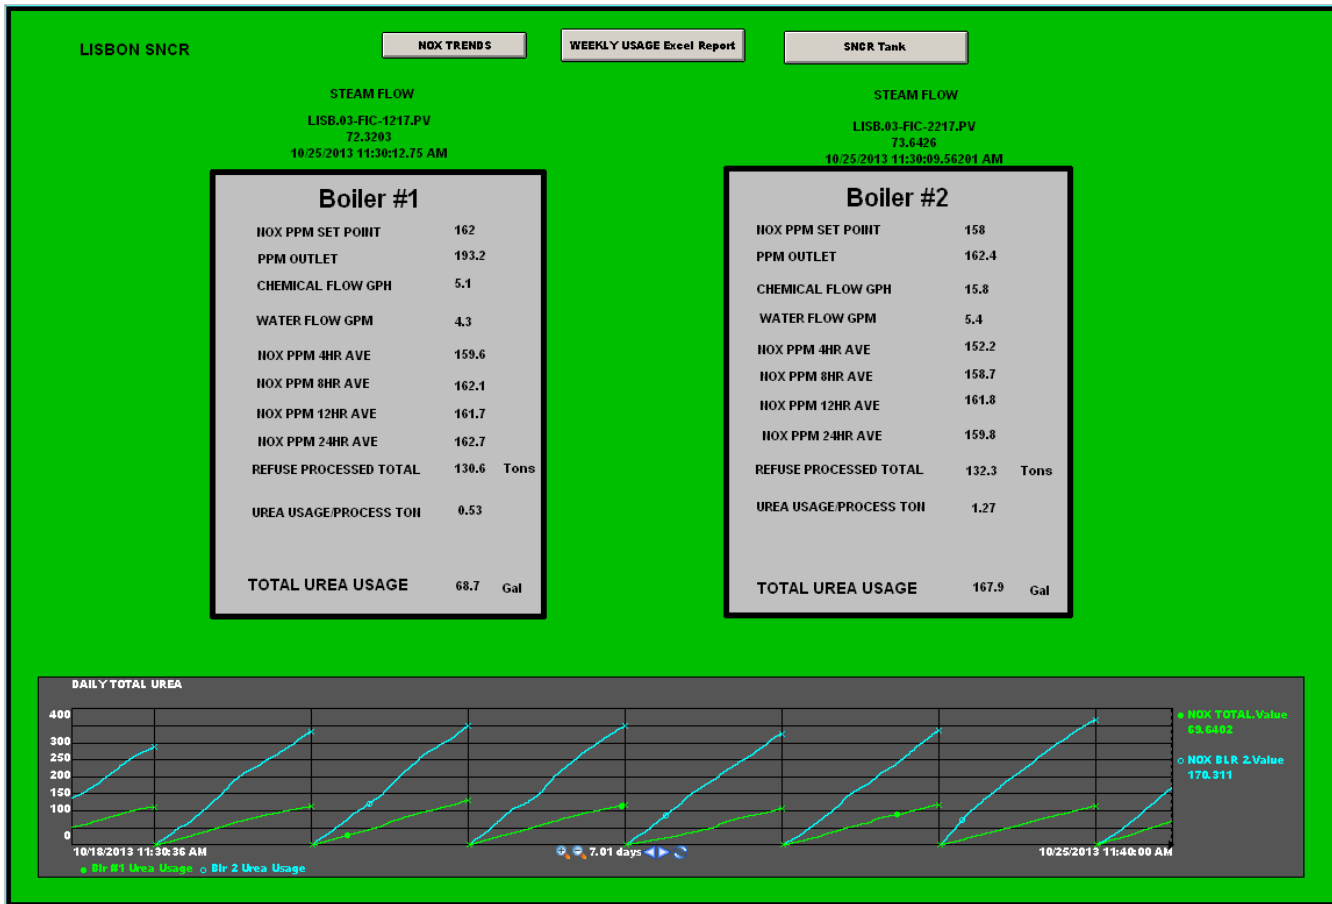 LISBON SNCR
NOX TRENDS
WEEKLY USAGE Excel Report
SNCR Tank
STEAM FLOW
LISB.03-FIC-1217.PV
72.3203
10/25/2013 11:30:12.75 AM
STEAM FLOW
LISB.03-FIC-2217.PV
73.6426
10/25/2013 11:30:09.56201 AM
Boiler #1
NOX PPM SET POINT 162
PPM OUTLET 193.2
CHEMICAL FLOW GPH 5.1
WATER FLOW GPM 4.3
NOX PPM 4HR AVE 159.6
NOX PPM 8HR AVE 162.1
NOX PPM 12HR AVE 161.7
NOX PPM 24HR AVE 162.7
REFUSE PROCESSED TOTAL 130.6 Tons
UREA USAGE/PROCESS TON 0.53
TOTAL UREA USAGE 68.7 Gal
Boiler #2
NOX PPM SET POINT 158
PPM OUTLET 162.4
CHEMICAL FLOW GPH 15.8
WATER FLOW GPM 5.4
NOX PPM 4HR AVE 152.2
NOX PPM 8HR AVE 158.7
NOX PPM 12HR AVE 161.8
NOX PPM 24HR AVE 159.8
REFUSE PROCESSED TOTAL 132.3 Tons
UREA USAGE/PROCESS TON 1.27
TOTAL UREA USAGE 167.9 Gal
DAILY TOTAL UREA
400
300
250
200
150
100
0
NOX TOTAL.Value
69.6402
NOX BLR 2.Value
170.311
10/18/2013 11:30:36 AM 7.01 days 10/25/2013 11:40:00 AM
Blr #1 Urea Usage Blr 2 Urea Usage